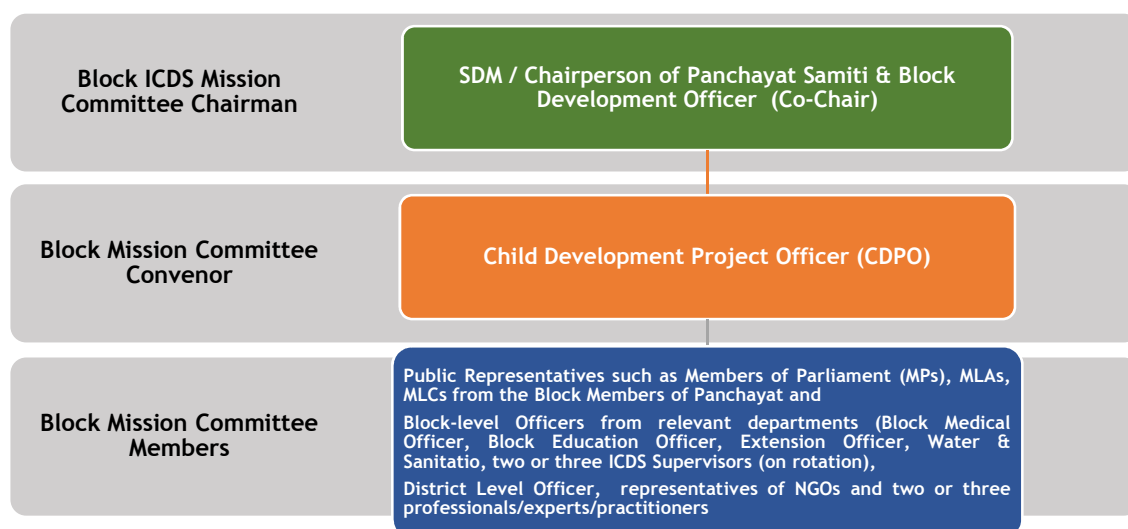 Block ICDS Mission
Committee Chairman
SDM / Chairperson of Panchayat Samiti & Block
Development Officer (Co-Chair)
Block Mission Committee
Convenor
Child Development Project Officer (CDPO)
Block Mission Committee
Members
Public Representatives such as Members of Parliament (MPs), MLAs,
MLCs from the Block Members of Panchayat and
Block-level Officers from relevant departments (Block Medical
Officer, Block Education Officer, Extension Officer, Water &
Sanitatio, two or three ICDS Supervisors (on rotation),
District Level Officer, representatives of NGOs and two or three
professionals/experts/practitioners